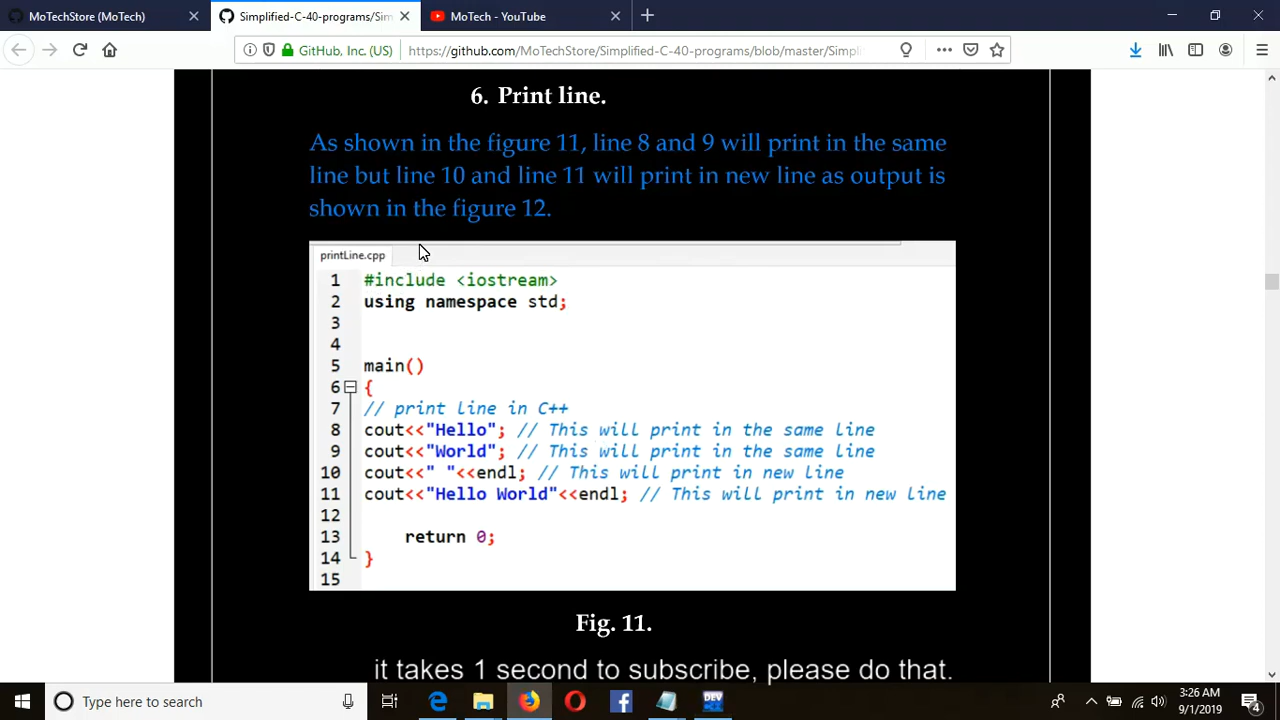 MoTechStore (MoTech)
Simplified-C-40-programs/Sim
MoTech - YouTube
GitHub, Inc. (US)
https://github.com/MoTechStore/Simplified-C-40-programs/blob/master/Simpl
6. Print line.
As shown in the figure 11, line 8 and 9 will print in the same
line but line 10 and line 11 will print in new line as output is
shown in the figure 12.
printLine.cpp
1 #include <iostream>
2 using namespace std;
3
4
5 main()
6 {
7 // print line in C++
8 cout<<"Hello"; // This will print in the same line
9 cout<<"World"; // This will print in the same line
10 cout<<" "<<endl; // This will print in new line
11 cout<<"Hello World"<<endl; // This will print in new line
12
13 return 0;
14 }
15
Fig. 11.
it takes 1 second to subscribe, please do that.
Type here to search
DEV
3:26 AM
9/1/2019
4